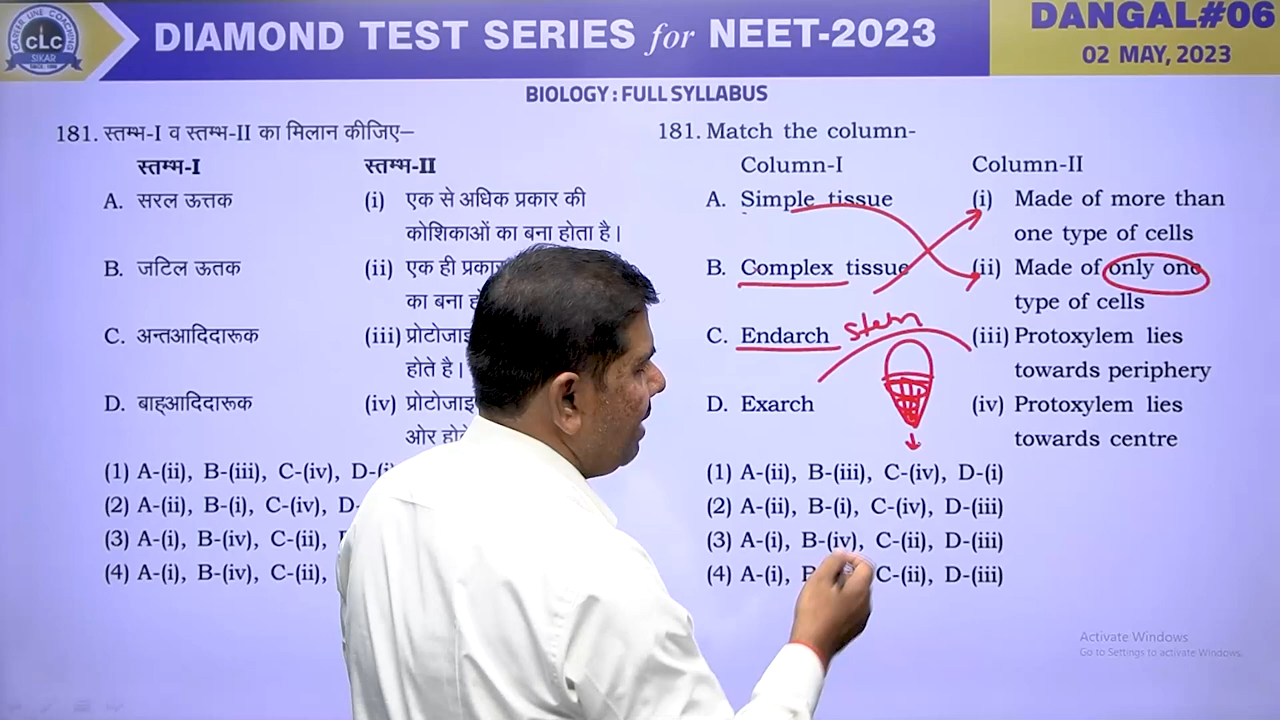 CAREER LINE COACHING
CLC
SIKAR
DIAMOND TEST SERIES for NEET-2023
DANGAL#06
02 MAY, 2023
BIOLOGY : FULL SYLLABUS
181. स्तम्भ-I व स्तम्भ-II का मिलान कीजिए–
स्तम्भ-I स्तम्भ-II
A. सरल ऊत्तक (i) एक से अधिक प्रकार की
कोशिकाओं का बना होता है।
B. जटिल ऊतक (ii) एक ही
का बना
C. अन्तआदिदारूक (iii)
होते है।
D. बाह्आदिदारूक (iv)
ओर
(1) A-(ii), B-(iii), C-(iv),
(2) A-(ii), B-(i), C-(iv),
(3) A-(i), B-(iv), C-(ii),
(4) A-(i), B-(iv), C-(ii),
181. Match the column-
Column-I Column-II
A. Simple tissue (i) Made of more than
one type of cells
B. Complex tissue (ii) Made of only one
type of cells
C. Endarch stem (iii) Protoxylem lies
towards periphery
D. Exarch (iv) Protoxylem lies
towards centre
(1) A-(ii), B-(iii), C-(iv), D-(i)
(2) A-(ii), B-(i), C-(iv), D-(iii)
(3) A-(i), B-(iv), C-(ii), D-(iii)
(4) A-(i), C-(ii), D-(iii)
Activate Windows
Go to Settings to activate Windows.